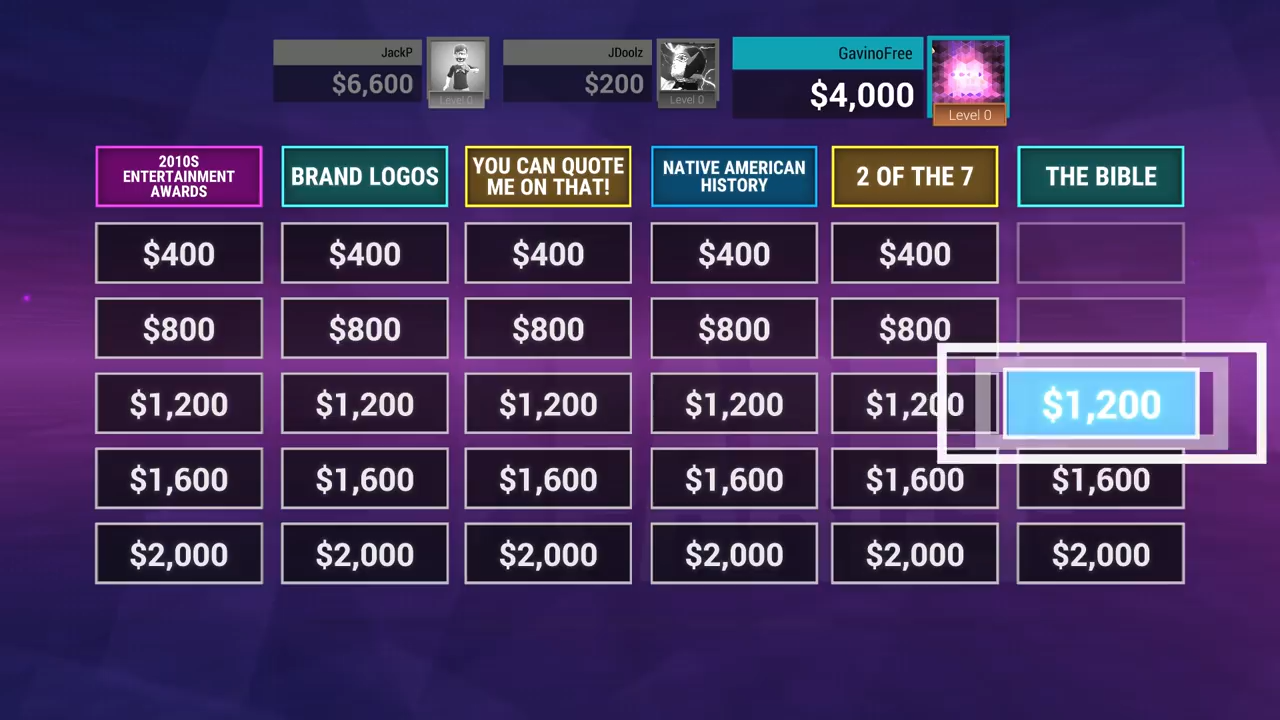 JackP
$6,600
Level 0
JDoolz
$200
Level 0
GavinoFree
$4,000
Level 0
2010S
ENTERTAINMENT
AWARDS
BRAND LOGOS
YOU CAN QUOTE
ME ON THAT!
NATIVE AMERICAN
HISTORY
2 OF THE 7
THE BIBLE
$400
$400
$400
$400
$400
$800
$800
$800
$800
$800
$1,200
$1,200
$1,200
$1,200
$1,200
$1,200
$1,600
$1,600
$1,600
$1,600
$1,600
$1,600
$2,000
$2,000
$2,000
$2,000
$2,000
$2,000